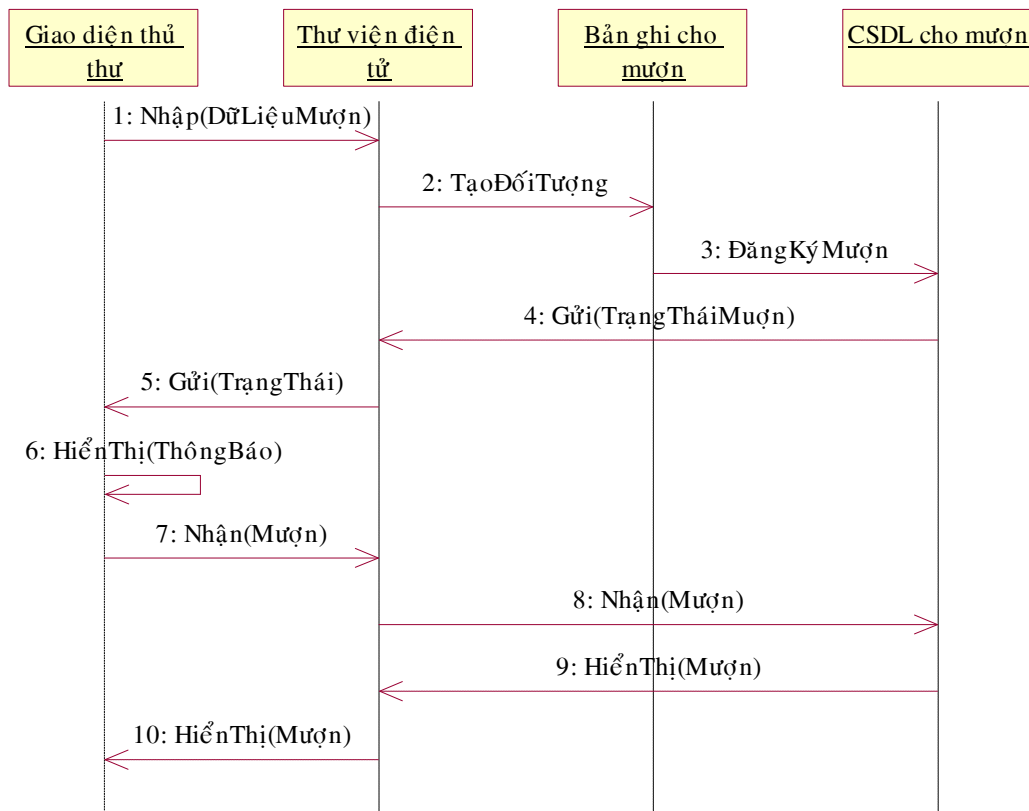 Giao diện thủ
thư
Thư viện điện
tử
Bản ghi cho
mượn
CSDL cho mượn
1: Nhập(DữLiệuMượn)
2: TạoĐốiTượng
3: ĐăngKýMượn
4: Gửi(TrạngTháiMuợn)
5: Gửi(TrạngThái)
6: HiểnThị(ThôngBáo)
7: Nhận(Mượn)
8: Nhận(Mượn)
9: HiểnThị(Mượn)
10: HiểnThị(Mượn)